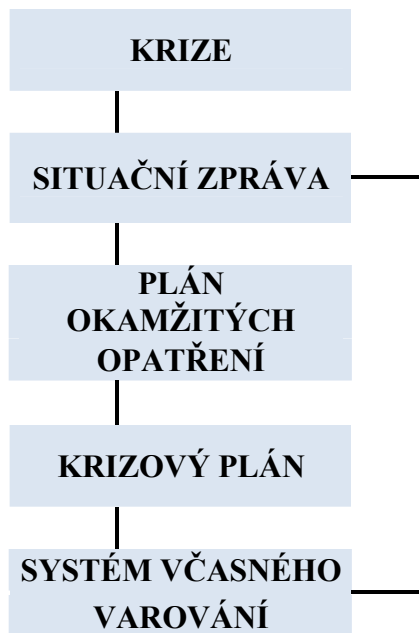 KRIZE
SITUAČNÍ ZPRÁVA
PLÁN
OKAMŽITÝCH
OPATŘENÍ
KRIZOVÝ PLÁN
SYSTÉM VČASNÉHO
VAROVÁNÍ